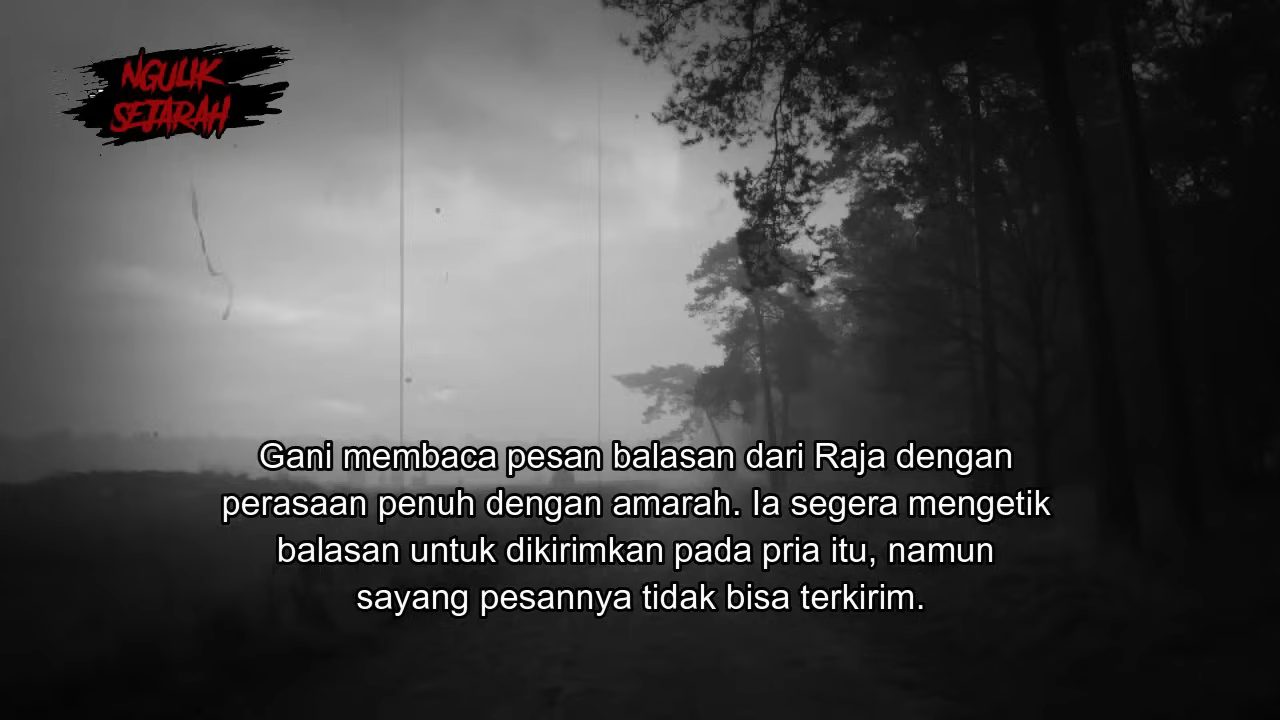 NGULIK
SEJARAH
Gani membaca pesan balasan dari Raja dengan
perasaan penuh dengan amarah. Ia segera mengetik
balasan untuk dikirimkan pada pria itu, namun
sayang pesannya tidak bisa terkirim.